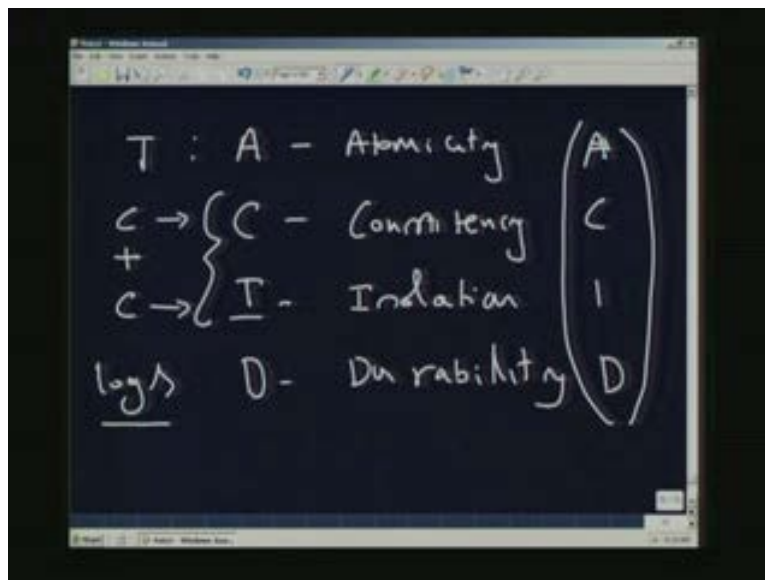 T : A - Atomicity A
C → C - Consistency C
+
C → I - Isolation I
logs D - Durability D